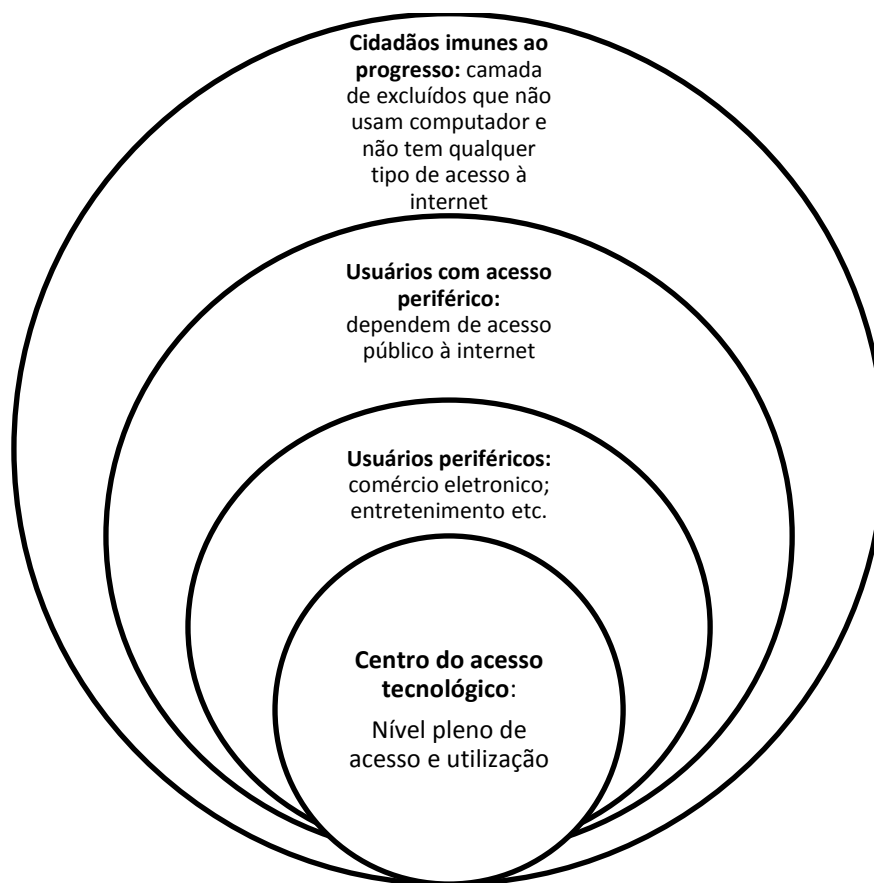 Cidadãos imunes ao
progresso: camada
de excluídos que não
usam computador e
não tem qualquer
tipo de acesso à
internet
Usuários com acesso
periférico:
dependem de acesso
público à internet
Usuários periféricos:
comércio eletronico;
entretenimento etc.
Centro do acesso
tecnológico:
Nível pleno de
acesso e utilização